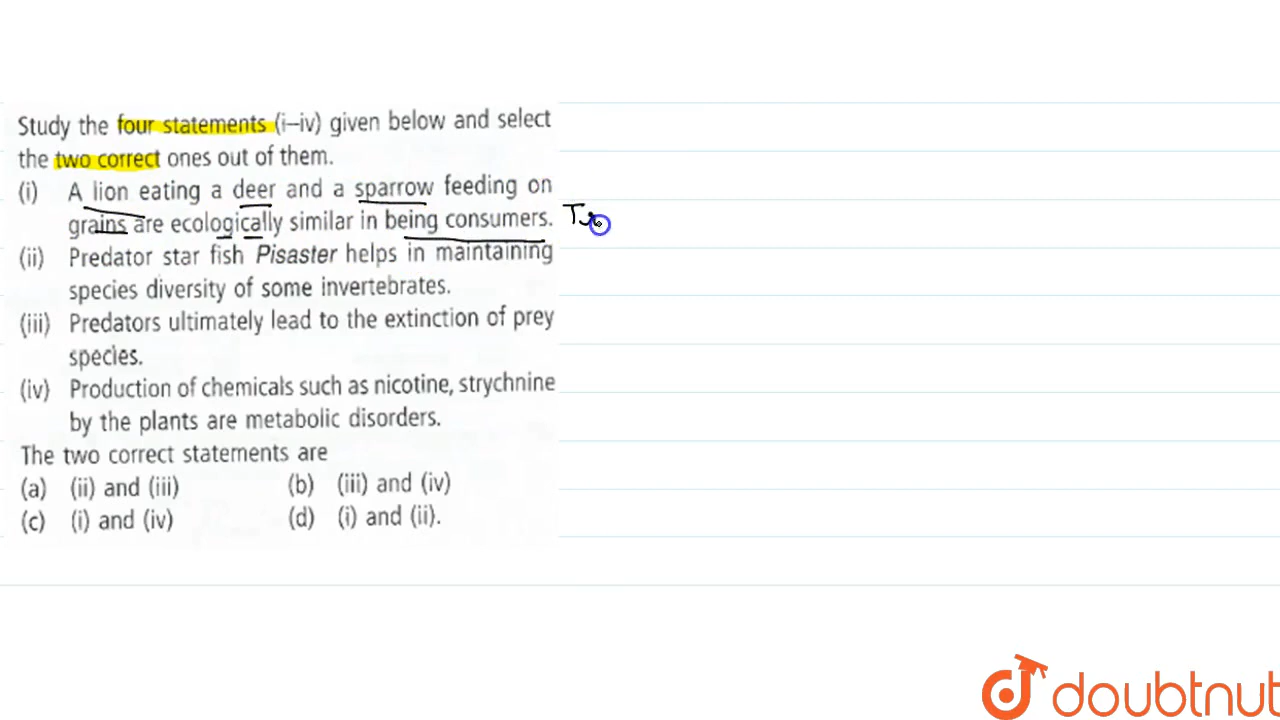 Study the four statements (i–iv) given below and select
the two correct ones out of them.
(i) A lion eating a deer and a sparrow feeding on
grains are ecologically similar in being consumers.
(ii) Predator star fish Pisaster helps in maintaining
species diversity of some invertebrates.
(iii) Predators ultimately lead to the extinction of prey
species.
(iv) Production of chemicals such as nicotine, strychnine
by the plants are metabolic disorders.
The two correct statements are
(a) (ii) and (iii) (b) (iii) and (iv)
(c) (i) and (iv) (d) (i) and (ii).
doubtnut